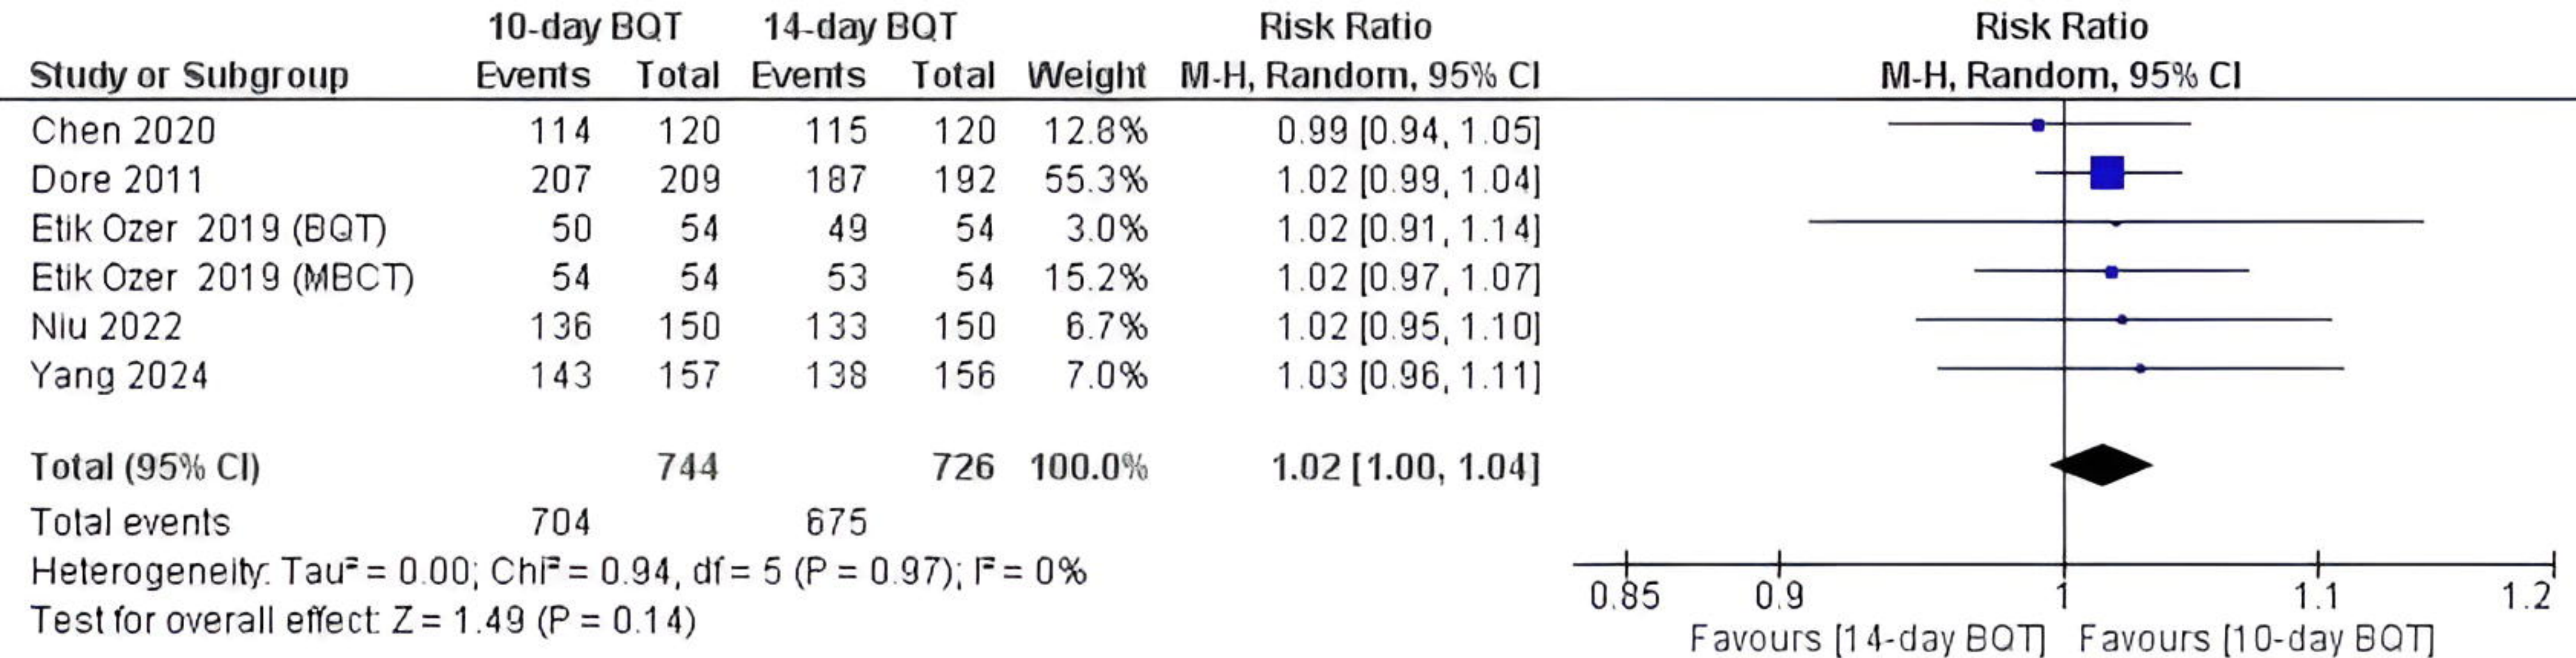 10-day BQT 14-day BQT Risk Ratio Risk Ratio
Study or Subgroup Events Total Events Total Weight M-H, Random, 95% CI M-H, Random, 95% CI
Chen 2020 114 120 115 120 12.8% 0.99 [0.94, 1.05]
Dore 2011 207 209 187 192 55.3% 1.02 [0.99, 1.04]
Etik Ozer 2019 (BQT) 50 54 49 54 3.0% 1.02 [0.91, 1.14]
Etik Ozer 2019 (MBCT) 54 54 53 54 15.2% 1.02 [0.97, 1.07]
Niu 2022 136 150 133 150 6.7% 1.02 [0.95, 1.10]
Yang 2024 143 157 138 156 7.0% 1.03 [0.96, 1.11]
Total (95% CI) 744 726 100.0% 1.02 [1.00, 1.04]
Total events 704 675
Heterogeneity: Tau² = 0.00; Chi² = 0.94, df = 5 (P = 0.97); I² = 0%
Test for overall effect: Z = 1.49 (P = 0.14)
0.85 0.9 1 1.1 1.2
Favours [14-day BQT] Favours [10-day BQT]